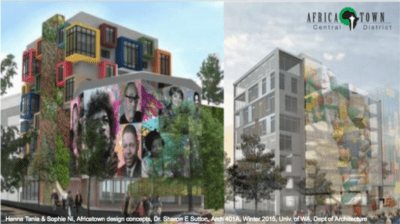 AFRICA TOWN
Central District
Hanna Tania & Sophie Ni, Africatown design concepts, Dr. Sharon E Sutton, Arch 401A, Winter 2015, Univ. of WA, Dept of Architecture